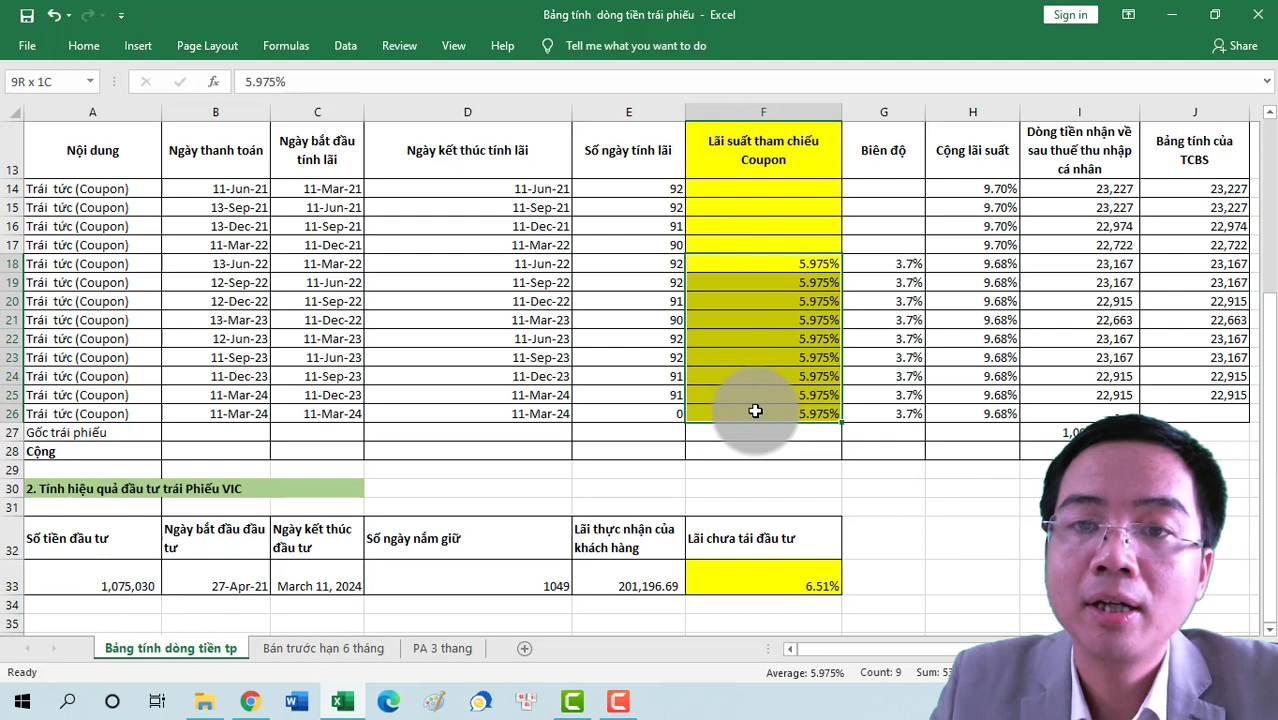 Bảng tính  dòng tiền trái phiếu  -  Excel
Sign in
File Home Insert Page Layout Formulas Data Review View Help Tell me what you want to do Share
9R x 1C fx 5.975%
A B C D E F G H I J
13 Nội dung Ngày thanh toán Ngày bắt đầu tính lãi Ngày kết thúc tính lãi Số ngày tính lãi Lãi suất tham chiếu Coupon Biên độ Cộng lãi suất Dòng tiền nhận về sau thuế thu nhập cá nhân Bảng tính của TCBS
14 Trái  tức (Coupon) 11-Jun-21 11-Mar-21 11-Jun-21 92 9.70% 23,227 23,227
15 Trái  tức (Coupon) 13-Sep-21 11-Jun-21 11-Sep-21 92 9.70% 23,227 23,227
16 Trái  tức (Coupon) 13-Dec-21 11-Sep-21 11-Dec-21 91 9.70% 22,974 22,974
17 Trái  tức (Coupon) 11-Mar-22 11-Dec-21 11-Mar-22 90 9.70% 22,722 22,722
18 Trái  tức (Coupon) 13-Jun-22 11-Mar-22 11-Jun-22 92 5.975% 3.7% 9.68% 23,167 23,167
19 Trái  tức (Coupon) 12-Sep-22 11-Jun-22 11-Sep-22 92 5.975% 3.7% 9.68% 23,167 23,167
20 Trái  tức (Coupon) 12-Dec-22 11-Sep-22 11-Dec-22 91 5.975% 3.7% 9.68% 22,915 22,915
21 Trái  tức (Coupon) 13-Mar-23 11-Dec-22 11-Mar-23 90 5.975% 3.7% 9.68% 22,663 22,663
22 Trái  tức (Coupon) 12-Jun-23 11-Mar-23 11-Jun-23 92 5.975% 3.7% 9.68% 23,167 23,167
23 Trái  tức (Coupon) 11-Sep-23 11-Jun-23 11-Sep-23 92 5.975% 3.7% 9.68% 23,167 23,167
24 Trái  tức (Coupon) 11-Dec-23 11-Sep-23 11-Dec-23 91 5.975% 3.7% 9.68% 22,915 22,915
25 Trái  tức (Coupon) 11-Mar-24 11-Dec-23 11-Mar-24 91 5.975% 3.7% 9.68% 22,915 22,915
26 Trái  tức (Coupon) 11-Mar-24 11-Mar-24 11-Mar-24 0 5.975% 3.7% 9.68%
27 Gốc trái phiếu
28 Cộng
29
30 2. Tính hiệu quả đầu tư trái Phiếu VIC
31
32 Số tiền đầu tư Ngày bắt đầu đầu tư Ngày kết thúc đầu tư Số ngày nắm giữ Lãi thực nhận của khách hàng Lãi chưa tái đầu tư
33 1,075,030 27-Apr-21 March 11, 2024 1049 201,196.69 6.51%
34
35
Bảng tính dòng tiền tp Bán trước hạn 6 tháng PA 3 thang
Ready Average: 5.975% Count: 9